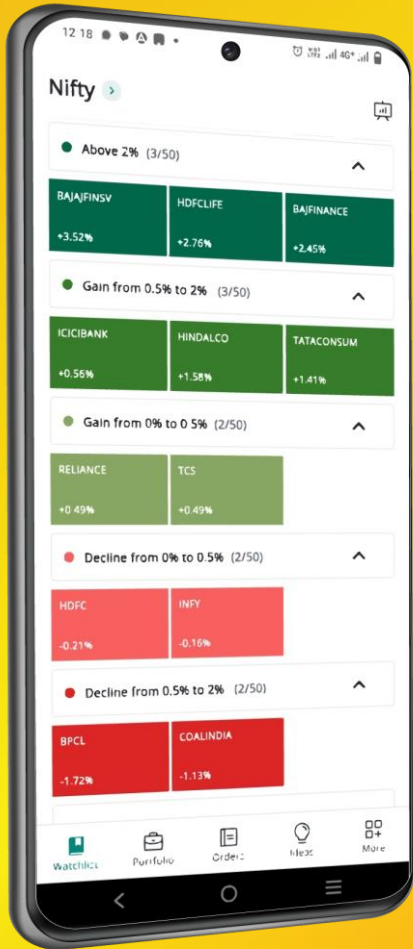 12 18
4G+
Nifty >
Above 2% (3/50)
BAJAJFINSV HDFCLIFE BAJFINANCE
+3.52% +2.76% +2.45%
Gain from 0.5% to 2% (3/50)
ICICIBANK HINDALCO TATACONSUM
+0.56% +1.58% +1.41%
Gain from 0% to 0 5% (2/50)
RELIANCE TCS
+0 49% +0.49%
Decline from 0% to 0.5% (2/50)
HDFC INFY
-0.21% -0.16%
Decline from 0.5% to 2% (2/50)
BPCL COALINDIA
-1.72% -1.13%
Watchlist Portfolio Orders Ideas More